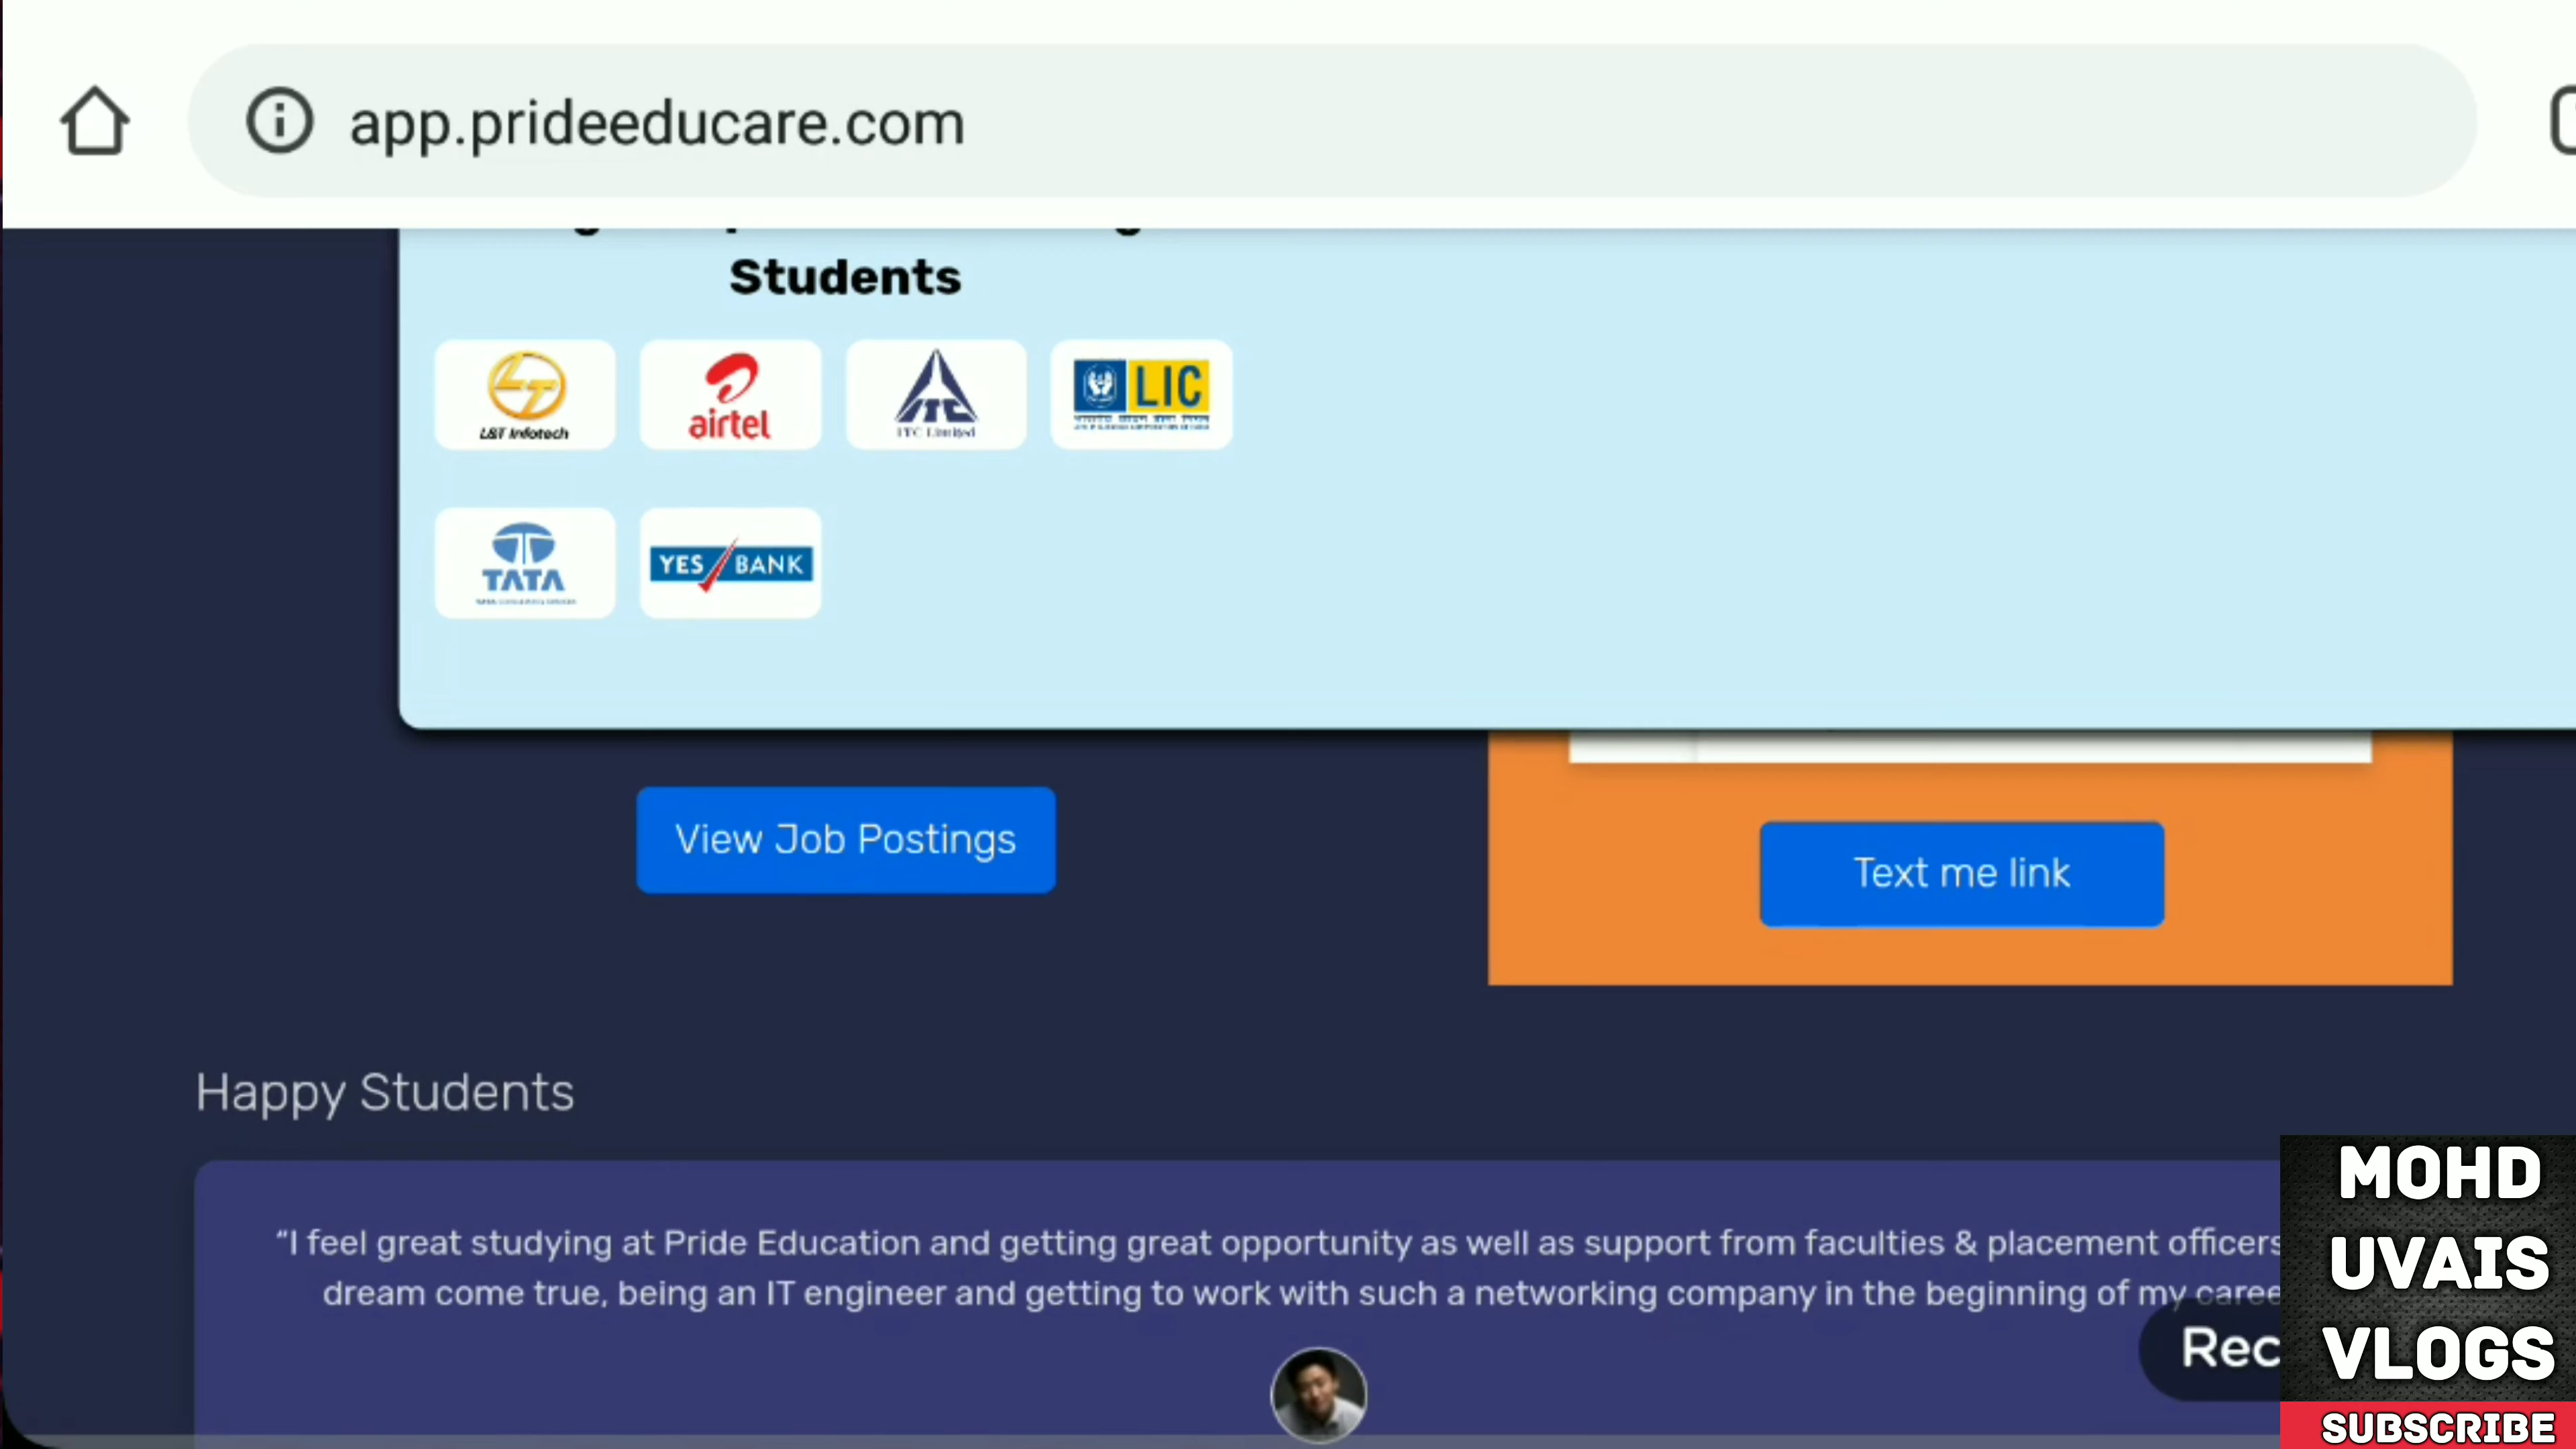 app.prideeducare.com
Students
L&T Infotech
airtel
ITC
ITC Limited
LIC
TATA
YES BANK
View Job Postings
Text me link
Happy Students
“I feel great studying at Pride Education and getting great opportunity as well as support from faculties & placement officers
dream come true, being an IT engineer and getting to work with such a networking company in the beginning of my caree
Rec
MOHD
UVAIS
VLOGS
SUBSCRIBE